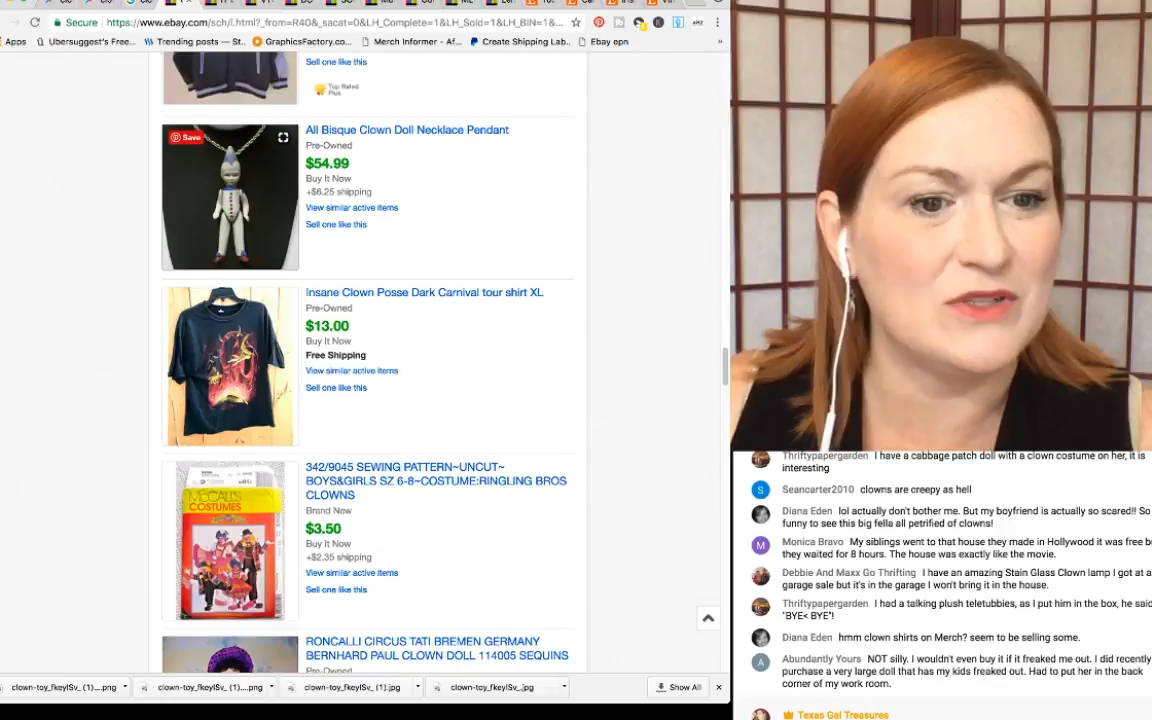 Secure
https://www.ebay.com/sch/i.html?_from=R40&_sacat=0&LH_Complete=1&LH_Sold=1&LH_BIN=1&...
Apps
Ubersuggest's Free...
Trending posts — St...
GraphicsFactory.co...
Merch Informer - Af...
Create Shipping Lab...
Ebay epn
»
Sell one like this
Top Rated
Plus
Save
All Bisque Clown Doll Necklace Pendant
Pre-Owned
$54.99
Buy It Now
+$6.25 shipping
View similar active items
Sell one like this
Insane Clown Posse Dark Carnival tour shirt XL
Pre-Owned
$13.00
Buy It Now
Free Shipping
View similar active items
Sell one like this
McCALL'S
COSTUMES
342/9045 SEWING PATTERN~UNCUT~
BOYS&GIRLS SZ 6-8~COSTUME:RINGLING BROS
CLOWNS
Brand New
$3.50
Buy It Now
+$2.35 shipping
View similar active items
Sell one like this
RONCALLI CIRCUS TATI BREMEN GERMANY
BERNHARD PAUL CLOWN DOLL 114005 SEQUINS
Pre-Owned
clown-toy_fkeylSv_ (1)....png
clown-toy_fkeylSv_ (1).png
clown-toy_fkeylSv_ (1).jpg
clown-toy_fkeylSv_.jpg
Show All
Thriftypapergarden I have a cabbage patch doll with a clown costume on her, it is
interesting
S
Seancarter2010 clowns are creepy as hell
Diana Eden lol actually don't bother me. But my boyfriend is actually so scared!! So
funny to see this big fella all petrified of clowns!
M
Monica Bravo My siblings went to that house they made in Hollywood it was free b
they waited for 8 hours. The house was exactly like the movie.
Debbie And Maxx Go Thrifting I have an amazing Stain Glass Clown lamp I got at a
garage sale but it's in the garage I won't bring it in the house.
Thriftypapergarden I had a talking plush teletubbies, as I put him in the box, he said
"BYE< BYE"!
Diana Eden hmm clown shirts on Merch? seem to be selling some.
A
Abundantly Yours NOT silly. I wouldn't even buy it if it freaked me out. I did recently
purchase a very large doll that has my kids freaked out. Had to put her in the back
corner of my work room.
Texas Gal Treasures